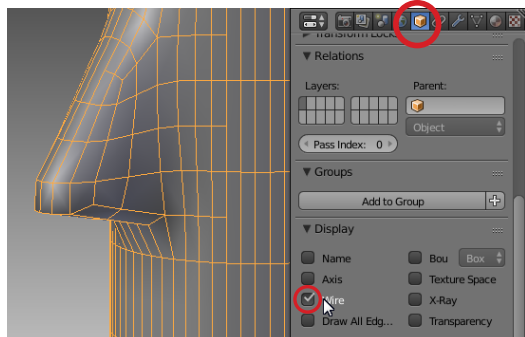 Transform Locks
Relations
Layers:
Parent:
Object
Pass Index: 0
Groups
Add to Group
Display
Name
Bou
Box
Axis
Texture Space
Wire
X-Ray
Draw All Edg...
Transparency